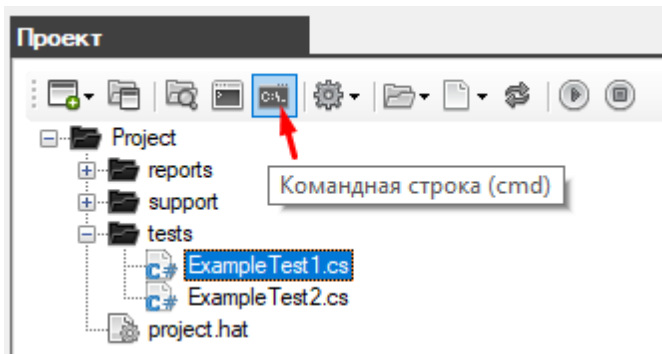 Проект
C:\_
Project
reports
Командная строка (cmd)
support
tests
ExampleTest1.cs
ExampleTest2.cs
project.hat